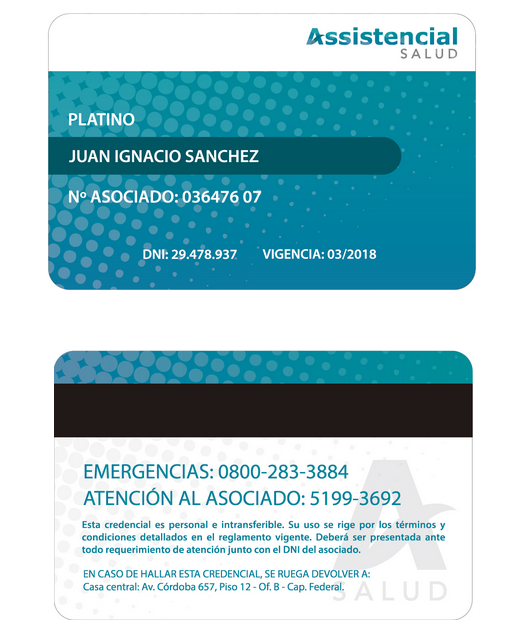 Assistencial
SALUD
PLATINO
JUAN IGNACIO SANCHEZ
Nº ASOCIADO: 036476 07
DNI: 29.478.937 VIGENCIA: 03/2018
EMERGENCIAS: 0800-283-3884
ATENCIÓN AL ASOCIADO: 5199-3692
Esta credencial es personal e intransferible. Su uso se rige por los términos y
condiciones detallados en el reglamento vigente. Deberá ser presentada ante
todo requerimiento de atención junto con el DNI del asociado.
EN CASO DE HALLAR ESTA CREDENCIAL, SE RUEGA DEVOLVER A:
Casa central: Av. Córdoba 657, Piso 12 - Of. B - Cap. Federal.
SALUD